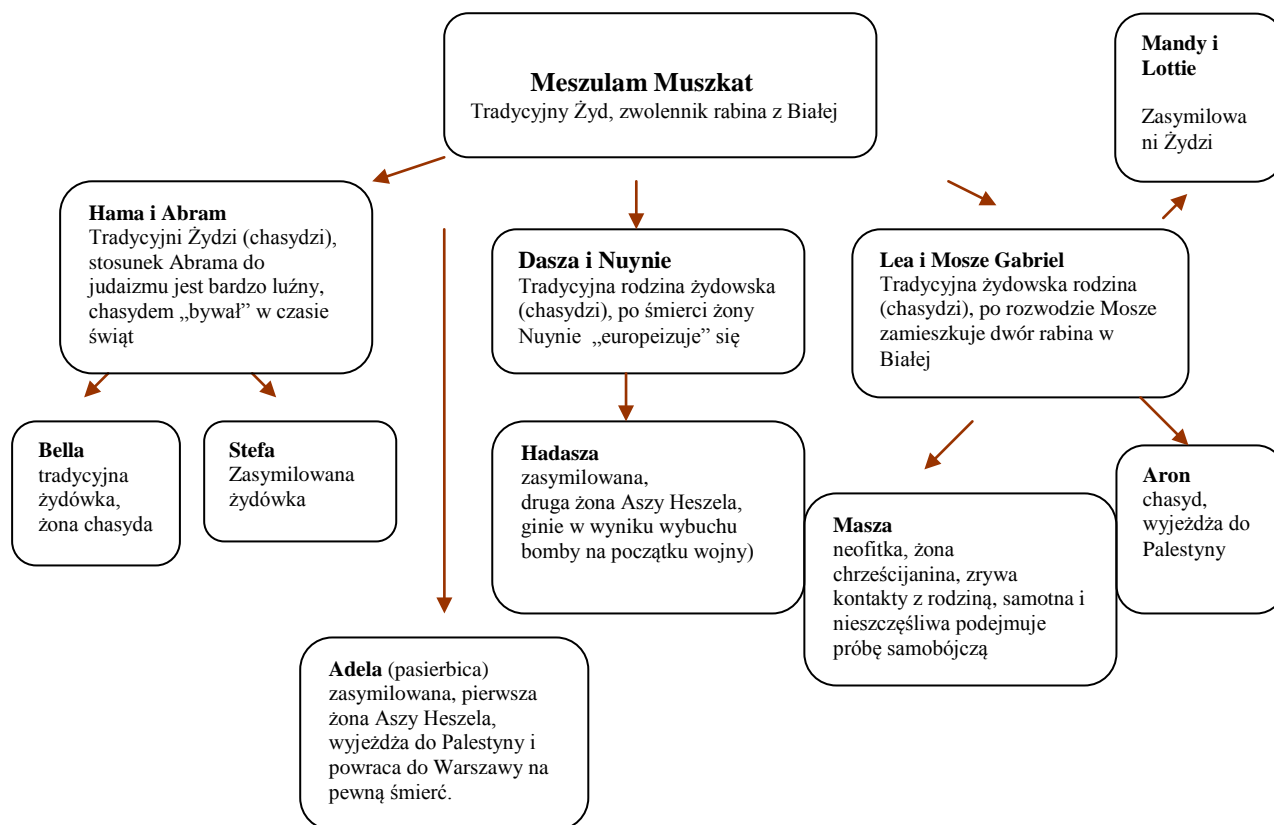 Meszulam Muszkat
Tradycyjny Żyd, zwolennik rabina z Białej
Mandy i
Lottie
Zasymilowa
ni Żydzi
Hama i Abram
Tradycyjni Żydzi (chasydzi),
stosunek Abrama do
judaizmu jest bardzo luźny,
chasydem „bywał” w czasie
świąt
Dasza i Nuynie
Tradycyjna rodzina żydowska
(chasydzi), po śmierci żony
Nuynie „europeizuje” się
Lea i Mosze Gabriel
Tradycyjna żydowska rodzina
(chasydzi), po rozwodzie Mosze
zamieszkuje dwór rabina w
Białej
Bella
tradycyjna
żydówka,
żona chasyda
Stefa
Zasymilowana
żydówka
Hadasza
zasymilowana,
druga żona Aszy Heszela,
ginie w wyniku wybuchu
bomby na początku wojny)
Masza
neofitka, żona
chrześcijanina, zrywa
kontakty z rodziną, samotna i
nieszczęśliwa podejmuje
próbę samobójczą
Aron
chasyd,
wyjeżdża do
Palestyny
Adela (pasierbica)
zasymilowana, pierwsza
żona Aszy Heszela,
wyjeżdża do Palestyny i
powraca do Warszawy na
pewną śmierć.